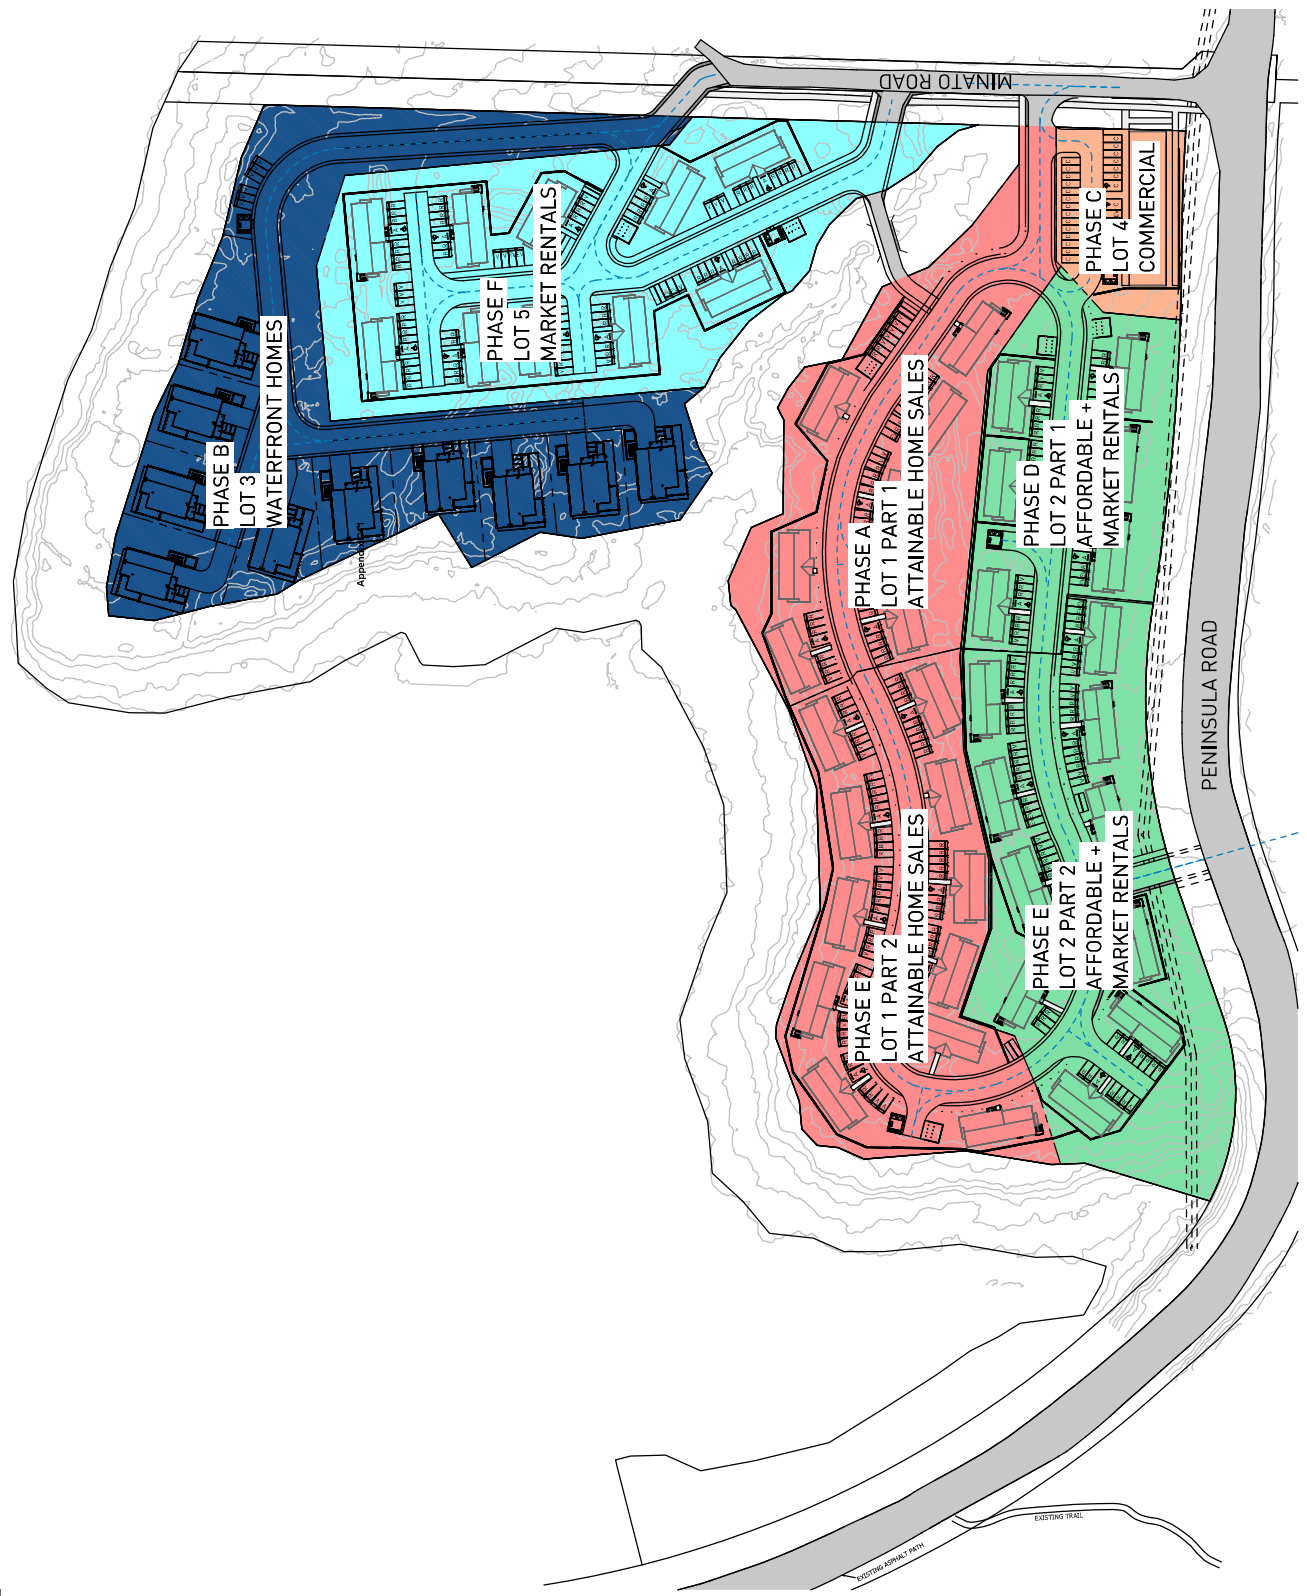 MINATO ROAD
PHASE C
LOT 4
COMMERCIAL
PHASE F
LOT 5
MARKET RENTALS
PHASE B
LOT 3
WATERFRONT HOMES
Append
PHASE A
LOT 1 PART 1
ATTAINABLE HOME SALES
PHASE D
LOT 2 PART 1
AFFORDABLE +
MARKET RENTALS
PENINSULA ROAD
PHASE E
LOT 1 PART 2
ATTAINABLE HOME SALES
PHASE E
LOT 2 PART 2
AFFORDABLE +
MARKET RENTALS
EXISTING TRAIL
EXISTING ASPHALT PATH